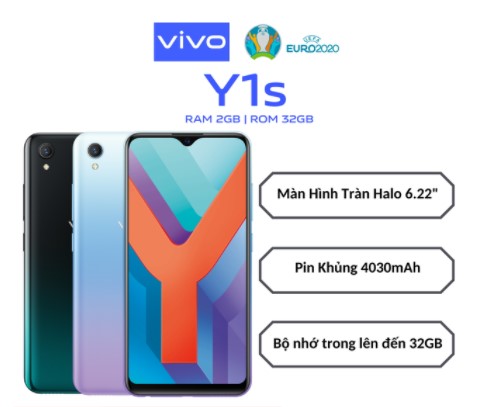 vivo
UEFA
EURO2020
Y1s
RAM 2GB | ROM 32GB
Màn Hình Tràn Halo 6.22"
Pin Khủng 4030mAh
Bộ nhớ trong lên đến 32GB